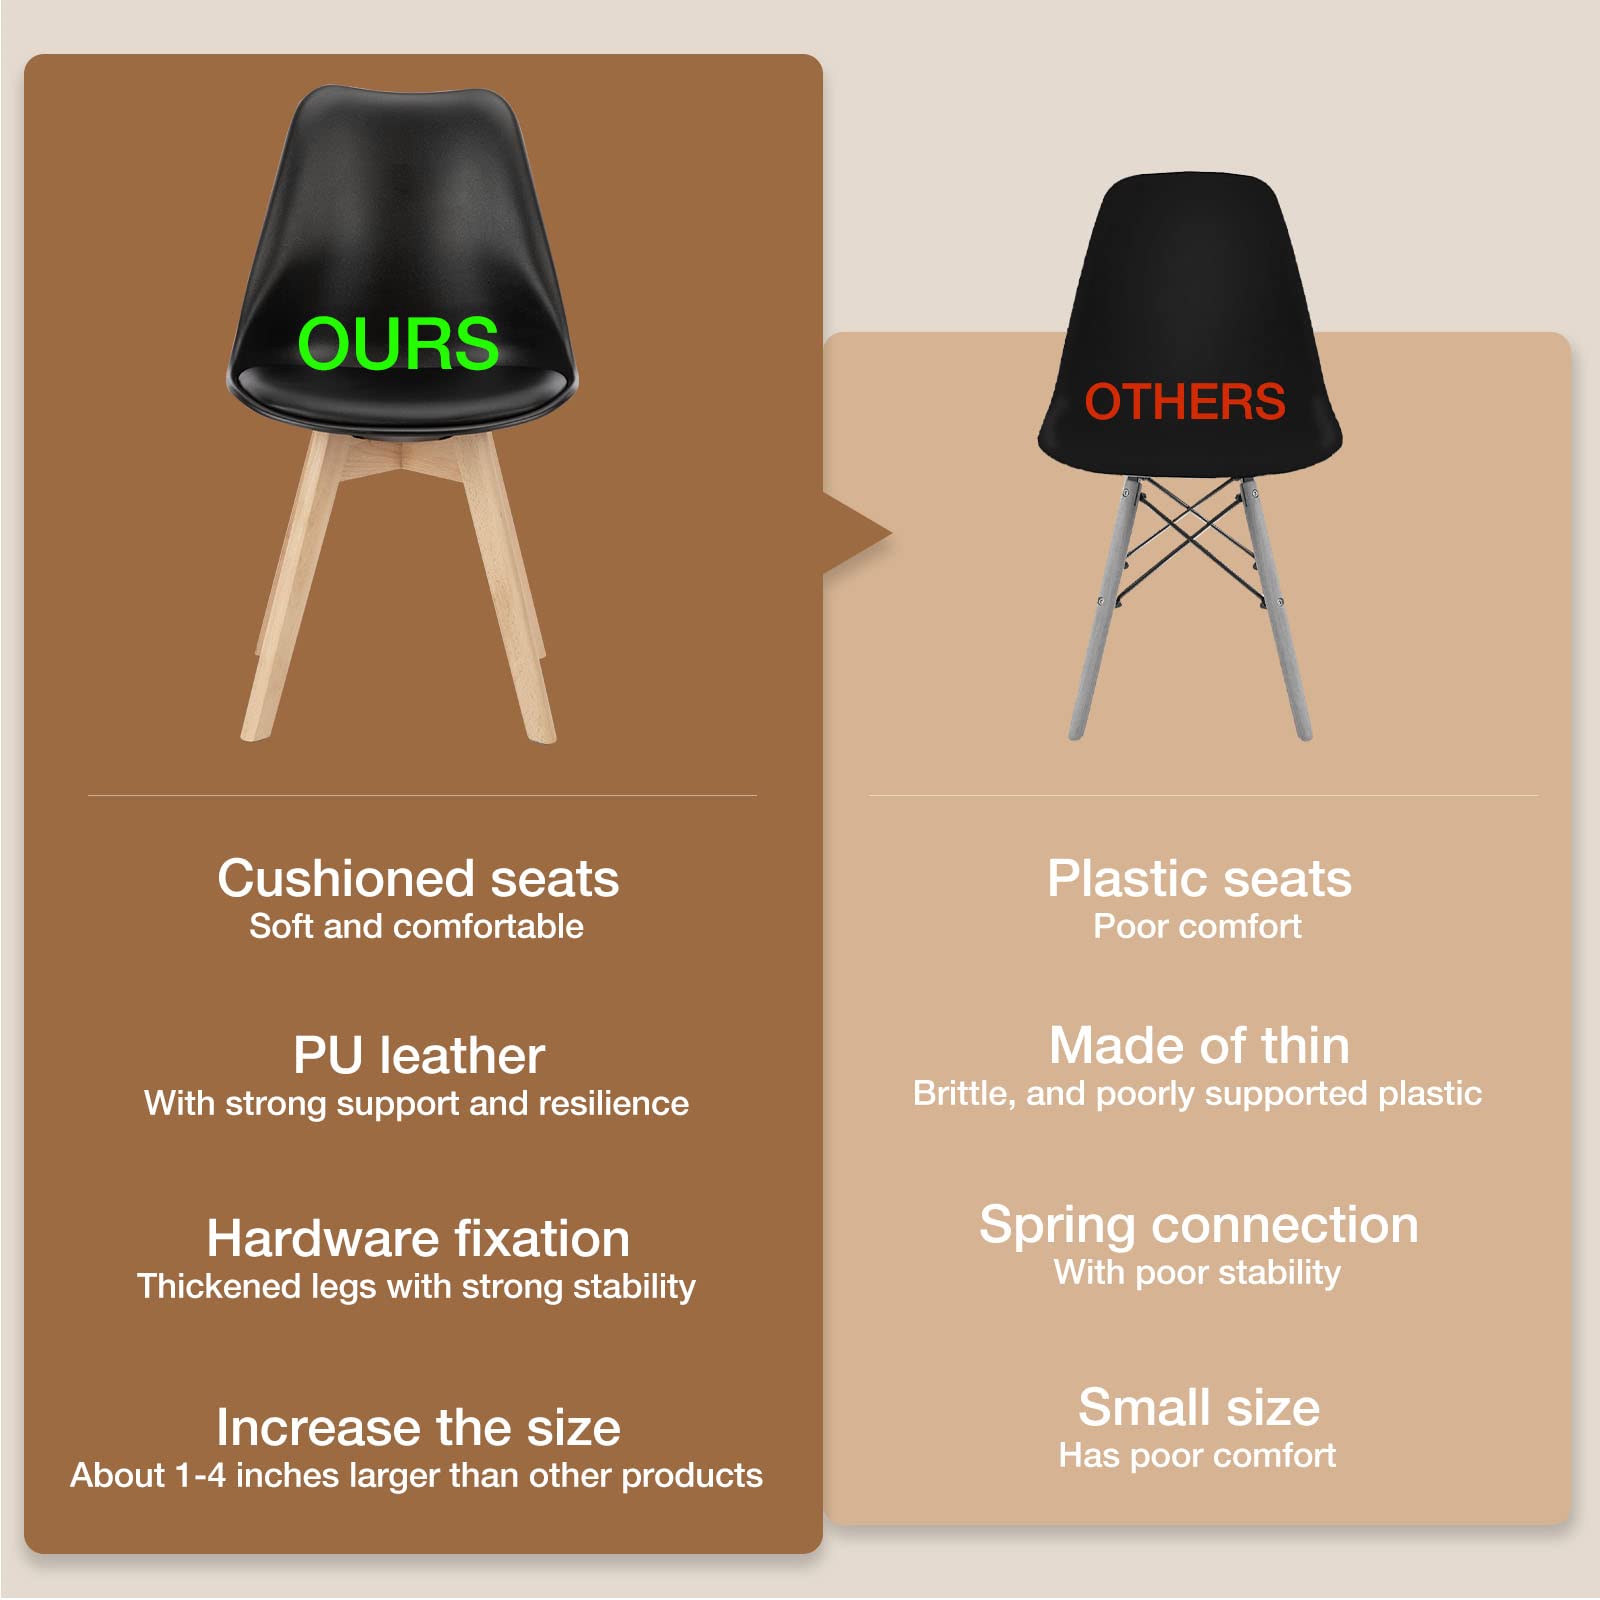 OURS
Cushioned seats
Soft and comfortable
PU leather
With strong support and resilience
Hardware fixation
Thickened legs with strong stability
Increase the size
About 1-4 inches larger than other products
OTHERS
Plastic seats
Poor comfort
Made of thin
Brittle, and poorly supported plastic
Spring connection
With poor stability
Small size
Has poor comfort